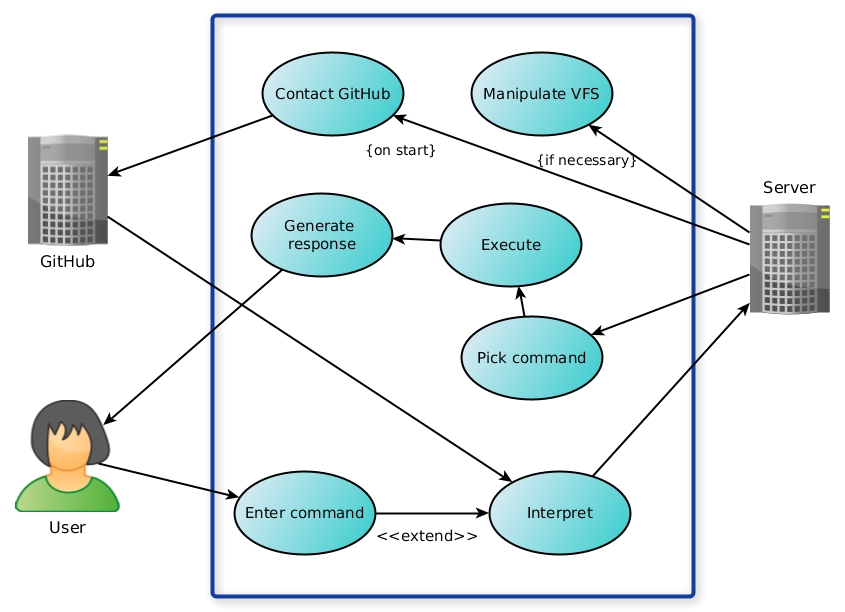 Contact GitHub
Manipulate VFS
{on start}
{if necessary}
Server
GitHub
Generate
response
Execute
Pick command
User
Enter command
<<extend>>
Interpret